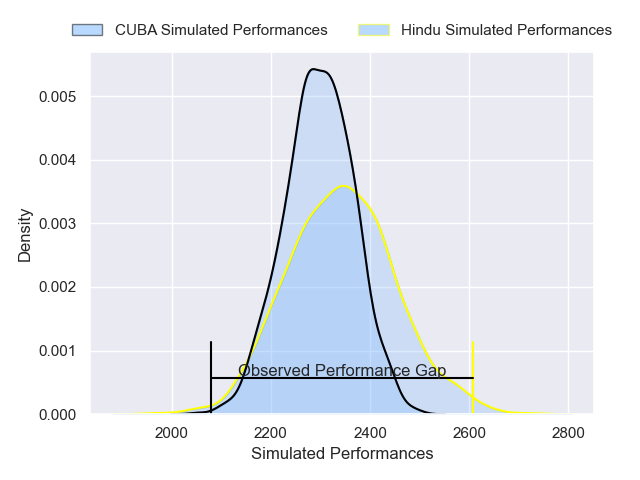 CUBA Simulated Performances
Hindu Simulated Performances
0.005
0.004
0.003
0.002
0.001
0.000
Density
Observed Performance Gap
2000
2200
2400
2600
2800
Simulated Performances